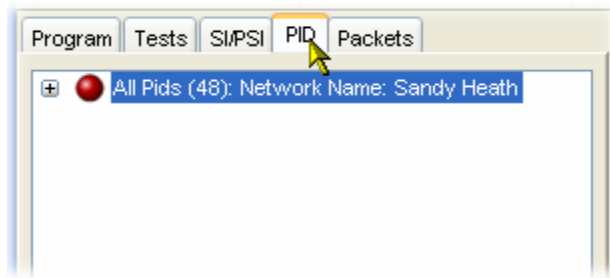 Program Tests SI/PSI PID Packets
All Pids (48): Network Name: Sandy Heath